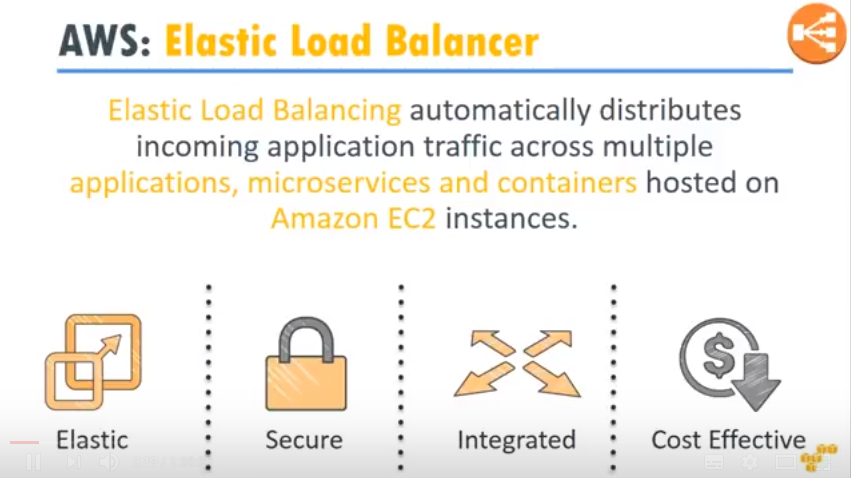 AWS: Elastic Load Balancer
Elastic Load Balancing automatically distributes
incoming application traffic across multiple
applications, microservices and containers hosted on
Amazon EC2 instances.
$
Elastic
Secure
Integrated
Cost Effective